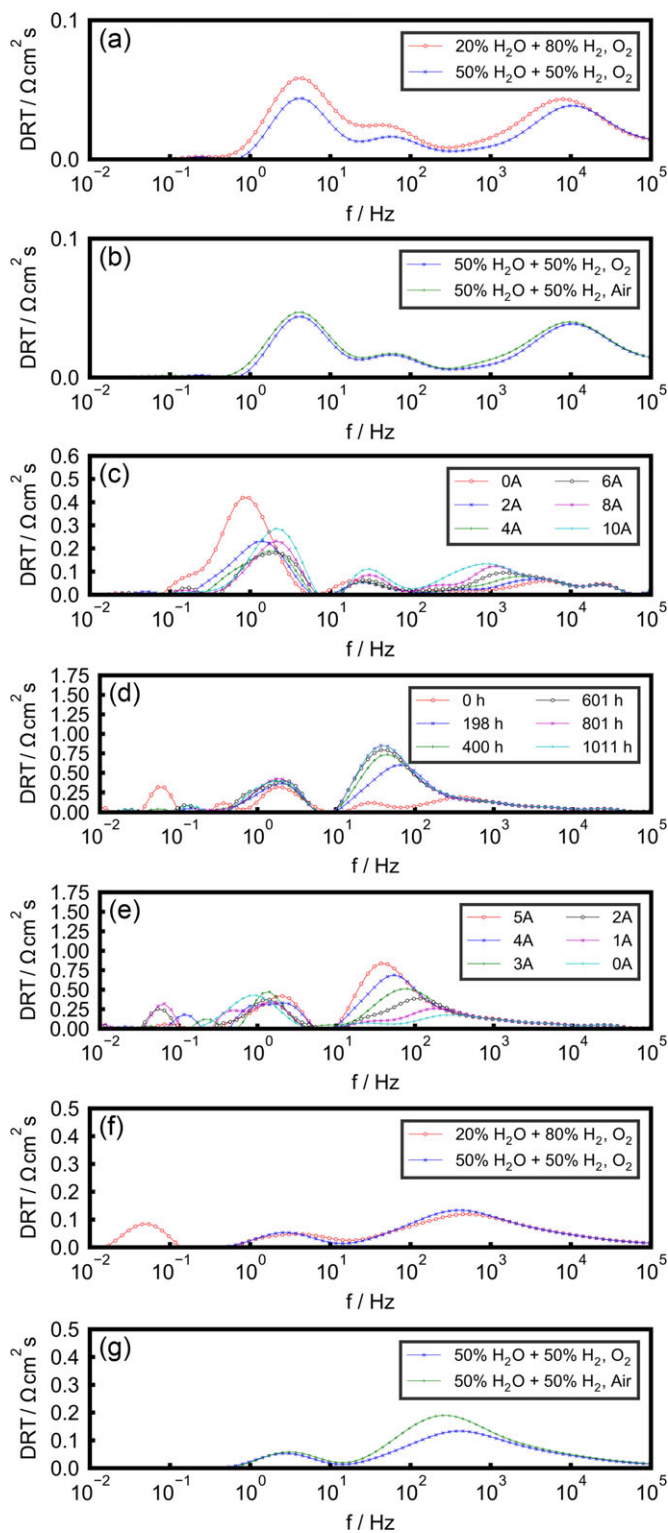 (a)
20% H₂O + 80% H₂, O₂
50% H₂O + 50% H₂, O₂
DRT / Ω cm² s
0.1
0.0
10⁻² 10⁻¹ 10⁰ 10¹ 10² 10³ 10⁴ 10⁵
f / Hz
(b)
50% H₂O + 50% H₂, O₂
50% H₂O + 50% H₂, Air
DRT / Ω cm² s
0.1
0.0
10⁻² 10⁻¹ 10⁰ 10¹ 10² 10³ 10⁴ 10⁵
f / Hz
(c)
0A 6A
2A 8A
4A 10A
DRT / Ω cm² s
0.6
0.5
0.4
0.3
0.2
0.1
0.00
10⁻² 10⁻¹ 10⁰ 10¹ 10² 10³ 10⁴ 10⁵
f / Hz
(d)
0 h 601 h
198 h 801 h
400 h 1011 h
DRT / Ω cm² s
1.75
1.50
1.25
1.00
0.75
0.50
0.25
0.00
10⁻² 10⁻¹ 10⁰ 10¹ 10² 10³ 10⁴ 10⁵
f / Hz
(e)
5A 2A
4A 1A
3A 0A
DRT / Ω cm² s
1.75
1.50
1.25
1.00
0.75
0.50
0.25
0.00
10⁻² 10⁻¹ 10⁰ 10¹ 10² 10³ 10⁴ 10⁵
f / Hz
(f)
20% H₂O + 80% H₂, O₂
50% H₂O + 50% H₂, O₂
DRT / Ω cm² s
0.5
0.4
0.3
0.2
0.1
0.0
10⁻² 10⁻¹ 10⁰ 10¹ 10² 10³ 10⁴ 10⁵
f / Hz
(g)
50% H₂O + 50% H₂, O₂
50% H₂O + 50% H₂, Air
DRT / Ω cm² s
0.5
0.4
0.3
0.2
0.1
0.0
10⁻² 10⁻¹ 10⁰ 10¹ 10² 10³ 10⁴ 10⁵
f / Hz